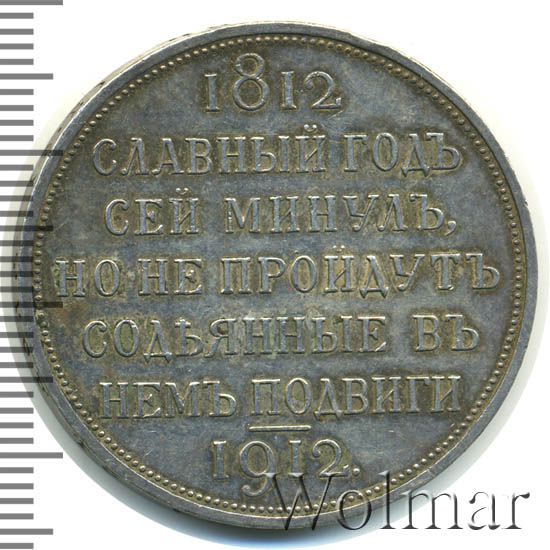 1812
СЛАВНЫЙ ГОДЪ
СЕЙ МИНУЛЪ,
НО НЕ ПРОЙДУТЪ
СОДѢЯННЫЕ ВЪ
НЕМЪ ПОДВИГИ
1912.
Wolmar